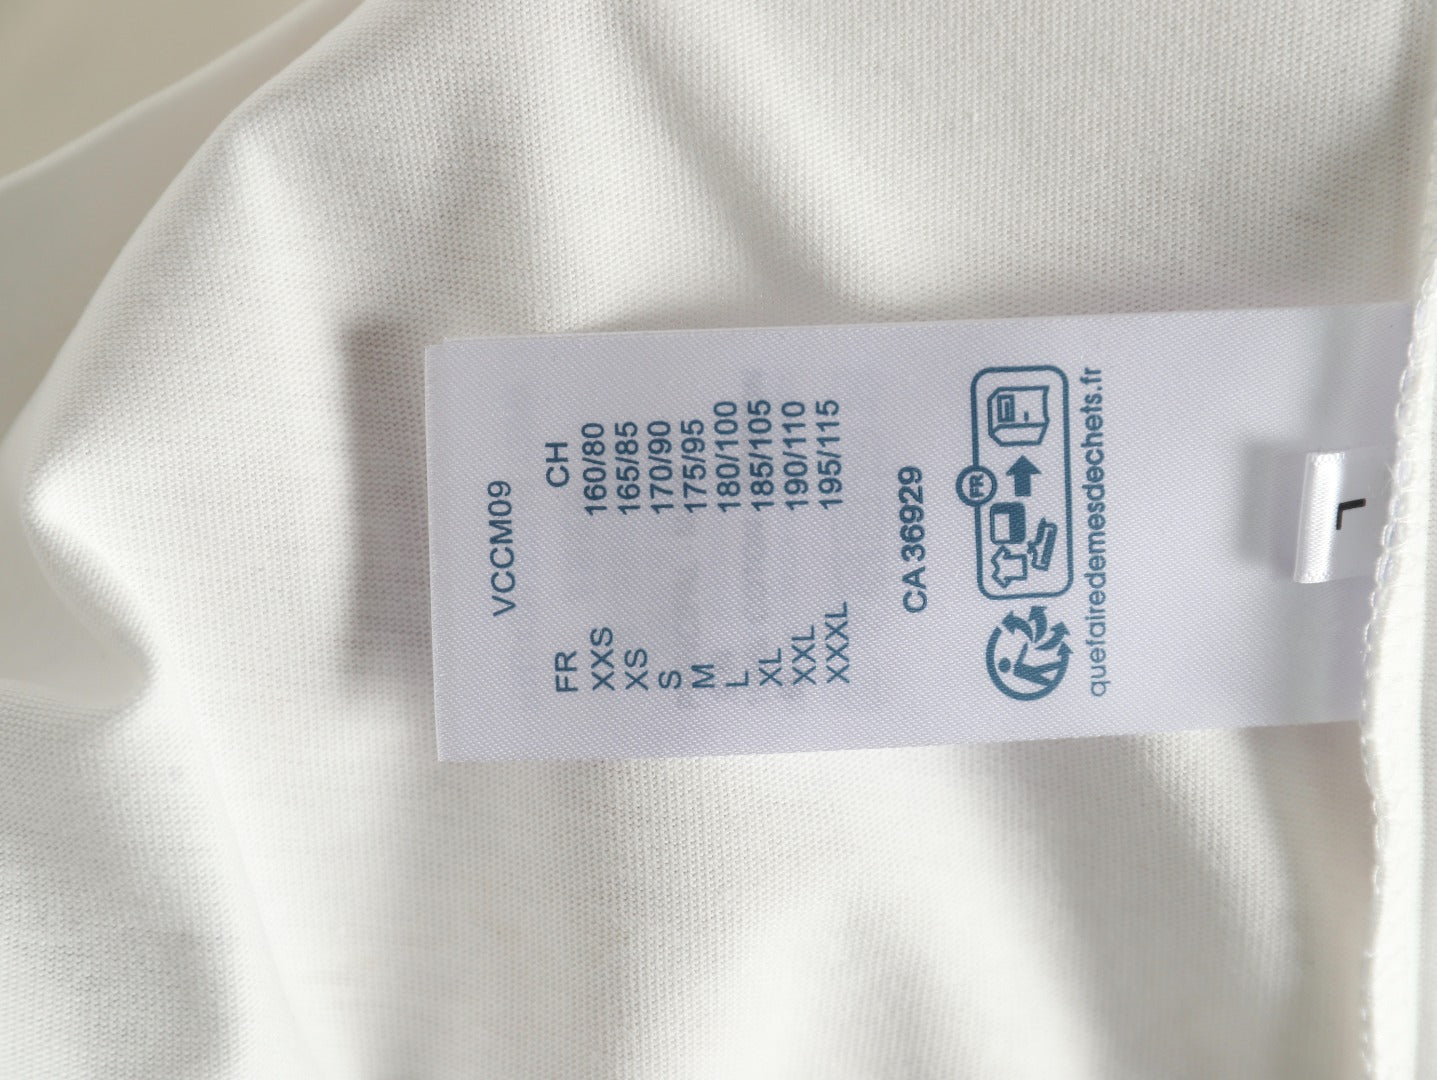 VCCM09
FR CH
XXS 160/80
XS 165/85
S 170/90
M 175/95
L 180/100
XL 185/105
XXL 190/110
XXXL 195/115
CA 36929
FR
quefairedemesdechets.fr
L